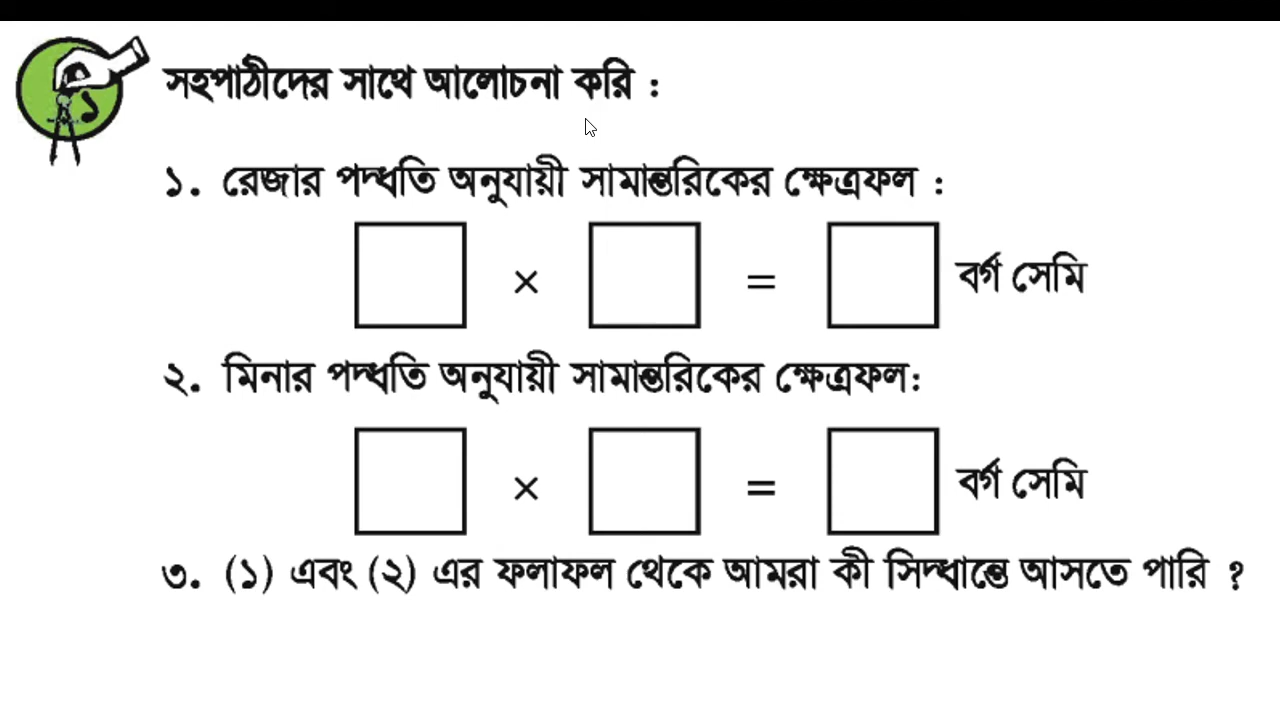 ১
সহপাঠীদের সাথে আলোচনা করি :
১. রেজার পদ্ধতি অনুযায়ী সামান্তরিকের ক্ষেত্রফল :
× = বর্গ সেমি
২. মিনার পদ্ধতি অনুযায়ী সামান্তরিকের ক্ষেত্রফল:
× = বর্গ সেমি
৩. (১) এবং (২) এর ফলাফল থেকে আমরা কী সিদ্ধান্তে আসতে পারি ?